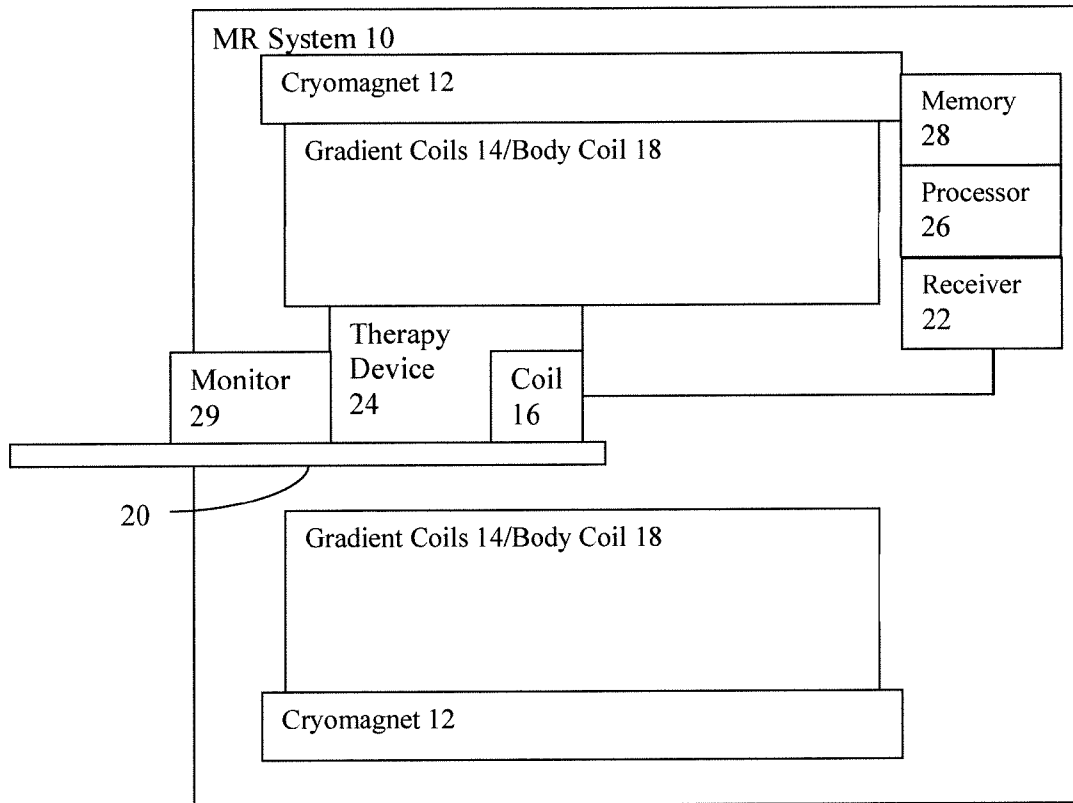 MR System 10
Cryomagnet 12
Memory
28
Gradient Coils 14/Body Coil 18
Processor
26
Receiver
22
Therapy
Device
24
Monitor
29
Coil
16
20
Gradient Coils 14/Body Coil 18
Cryomagnet 12